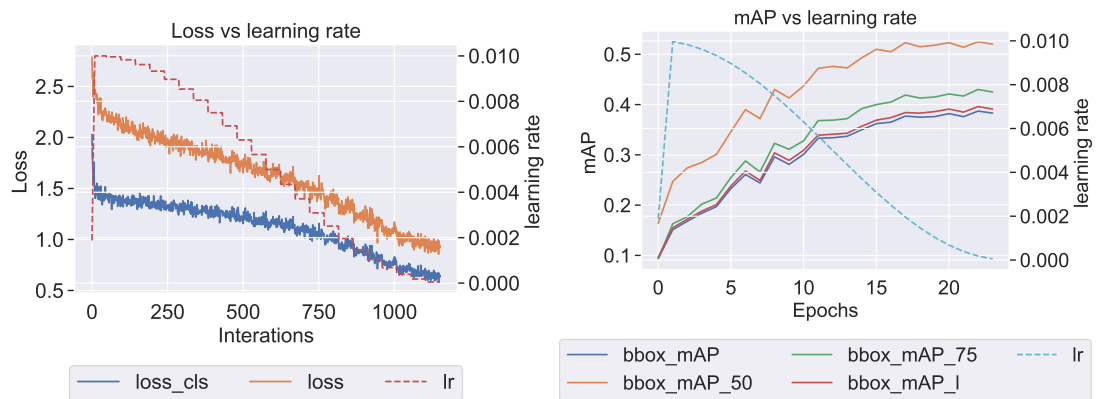 Loss vs learning rate
Loss
2.5
2.0
1.5
1.0
0.5
0.010
0.008
0.006
0.004
0.002
0.000
learning rate
0 250 500 750 1000
Interations
loss_cls loss lr
mAP vs learning rate
mAP
0.5
0.4
0.3
0.2
0.1
0.010
0.008
0.006
0.004
0.002
0.000
learning rate
0 5 10 15 20
Epochs
bbox_mAP bbox_mAP_75 lr
bbox_mAP_50 bbox_mAP_l